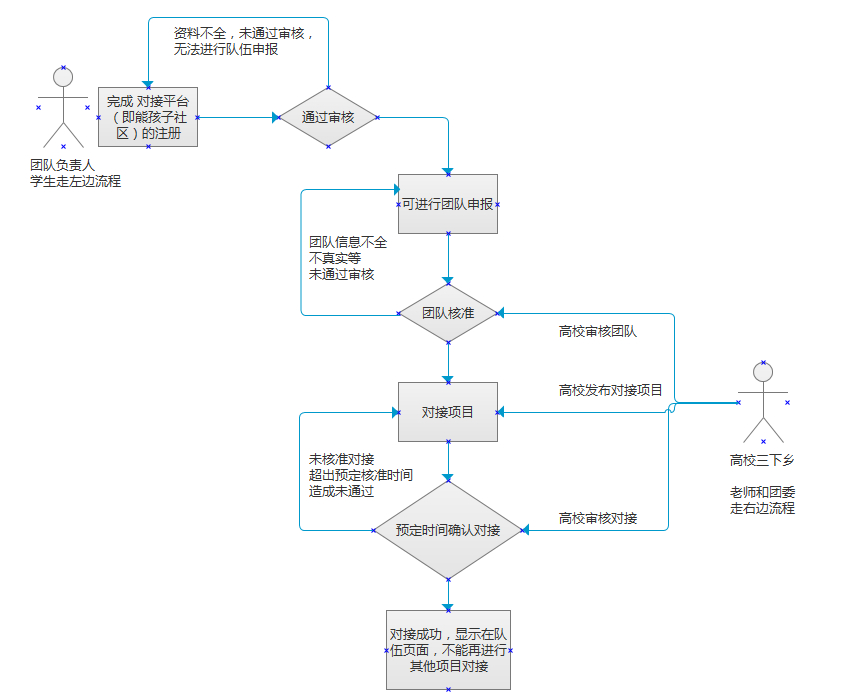 资料不全，未通过审核，
无法进行队伍申报
完成 对接平台
（即能孩子社
区）的注册
通过审核
团队负责人
学生走左边流程
可进行团队申报
团队信息不全
不真实等
未通过审核
团队核准
高校审核团队
高校发布对接项目
对接项目
未核准对接
超出预定核准时间
造成未通过
高校三下乡
老师和团委
走右边流程
预定时间确认对接
高校审核对接
对接成功，显示在队
伍页面，不能再进行
其他项目对接